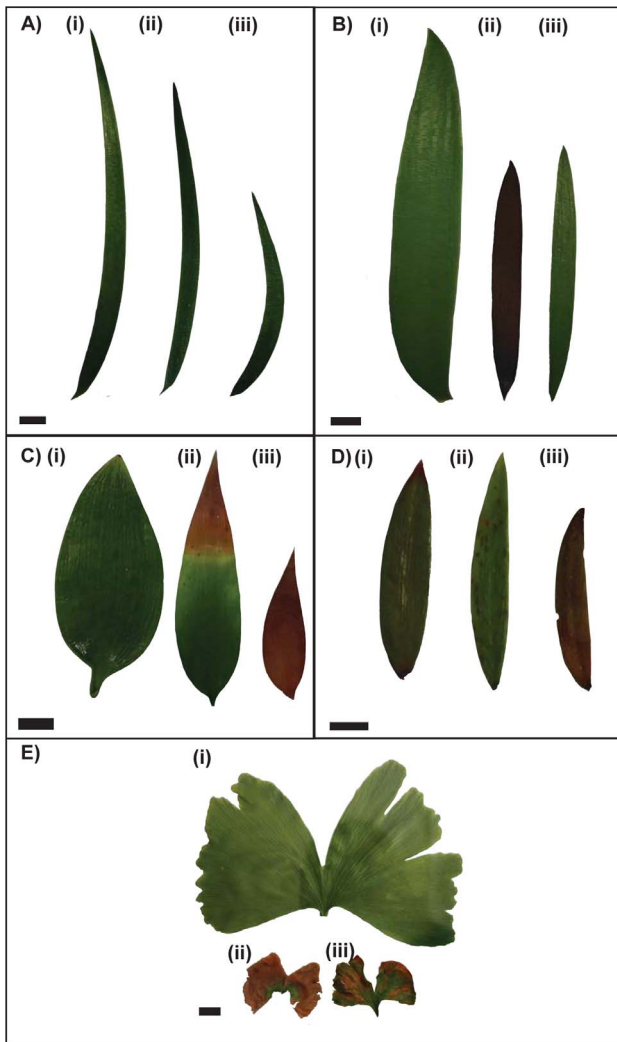 A) (i) (ii) (iii)
B) (i) (ii) (iii)
C) (i) (ii) (iii)
D) (i) (ii) (iii)
E) (i)
(ii) (iii)